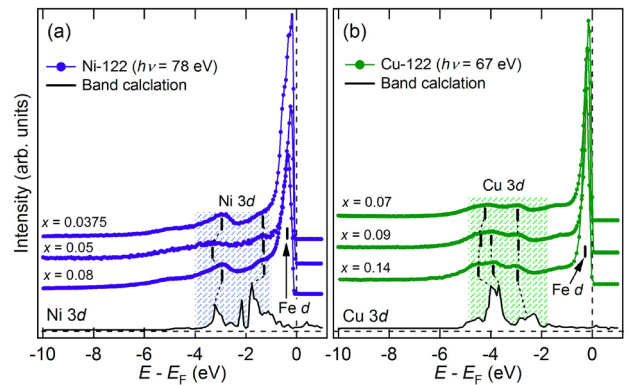 (a)
Ni-122 (hν = 78 eV)
Band calclation
Ni 3d
x = 0.0375
x = 0.05
x = 0.08
Fe d
Ni 3d
-10 -8 -6 -4 -2 0
E - EF (eV)
Intensity (arb. units)
(b)
Cu-122 (hν = 67 eV)
Band calclation
Cu 3d
x = 0.07
x = 0.09
x = 0.14
Fe d
Cu 3d
-10 -8 -6 -4 -2 0
E - EF (eV)